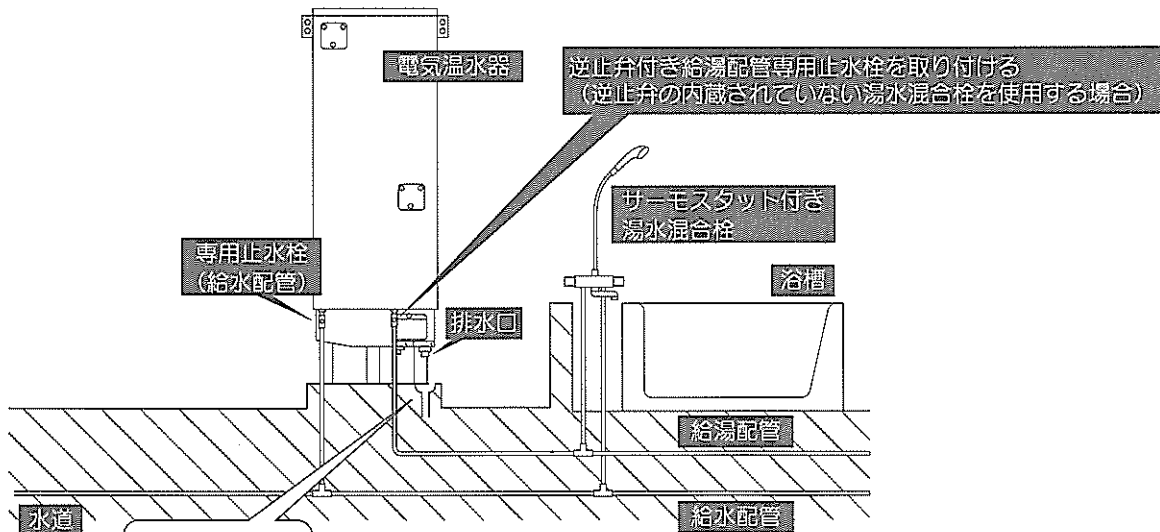 電気温水器
逆止弁付き給湯配管専用止水栓を取り付ける
(逆止弁の内蔵されていない湯水混合栓を使用する場合)
サーモスタット付き
湯水混合栓
専用止水栓
(給水配管)
浴槽
排水口
給湯配管
水道
給水配管